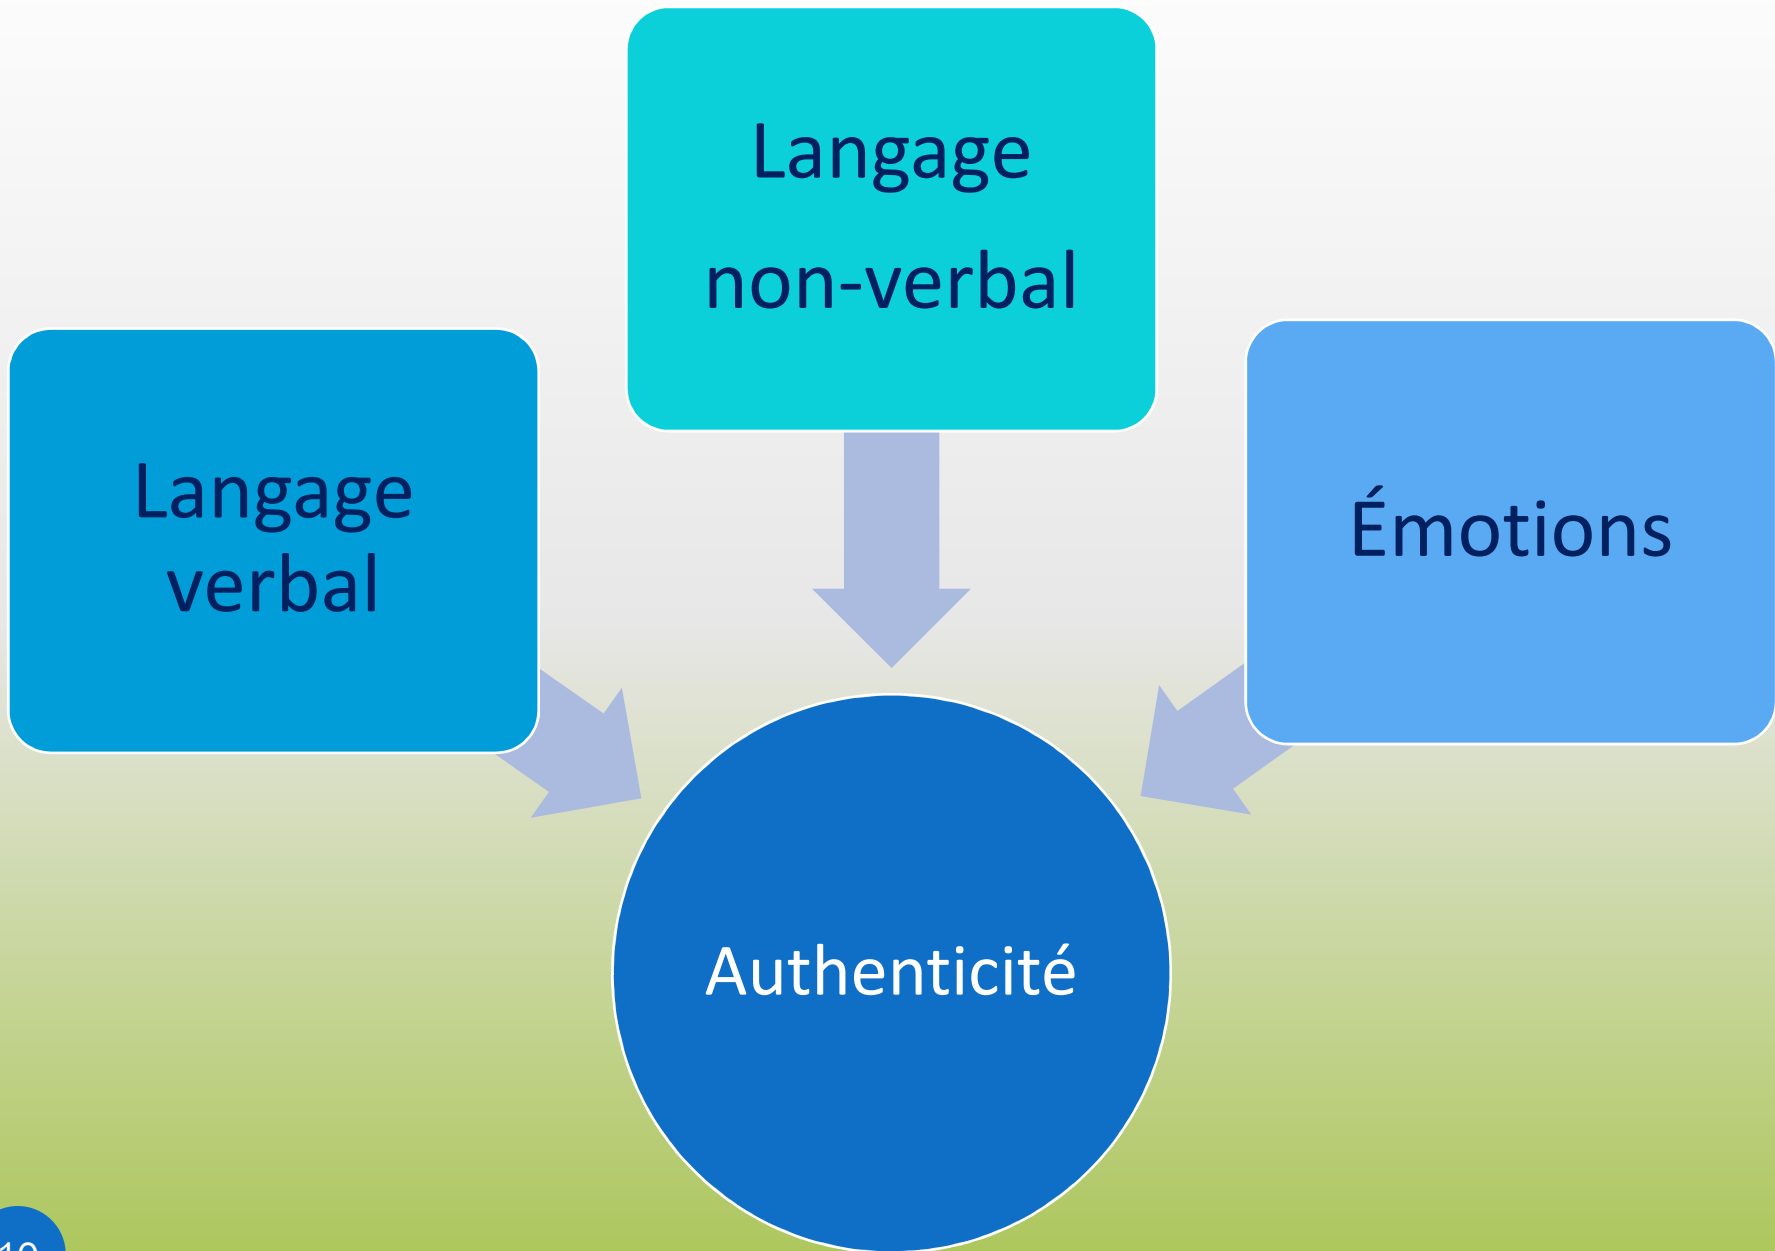 Langage
non-verbal
Langage
verbal
Émotions
Authenticité